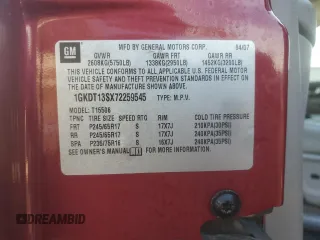 GM
MFD BY GENERAL MOTORS CORP. 04/07
GVWR GAWR FRT GAWR RR
2608KG(5750LB) 1338KG(2950LB) 1452KG(3200LB)
THIS VEHICLE CONFORMS TO ALL APPLICABLE U.S. FEDERAL MOTOR
VEHICLE SAFETY AND THEFT PREVENTION STANDARDS IN EFFECT ON
THE DATE OF MANUFACTURE SHOWN ABOVE.
1GKDT13SX72259545 TYPE: M.P.V.
T15506
TPNC TIRE SIZE SPEED RTG RIM COLD TIRE PRESSURE
FRT P245/65R17 S 17X7J 210KPA(30PSI)
RR P245/65R17 S 17X7J 240KPA(35PSI)
SPA P235/75R16 S 16X7J 240KPA(35PSI)
SEE OWNER'S MANUAL FOR MORE INFORMATION.
DREAMBID